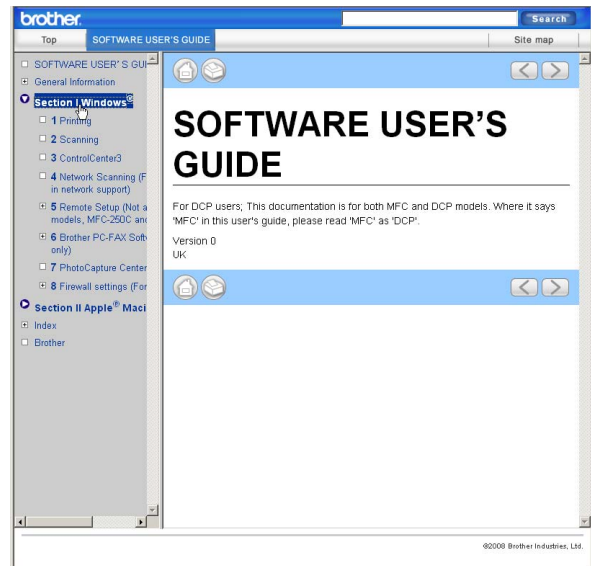 brother.
Search
Top
SOFTWARE USER'S GUIDE
Site map
SOFTWARE USER'S GUI
General Information
Section I Windows®
1 Printing
2 Scanning
3 ControlCenter3
4 Network Scanning (F
in network support)
5 Remote Setup (Not a
models, MFC-250C and
6 Brother PC-FAX Soft
only)
7 PhotoCapture Center
8 Firewall settings (For
Section II Apple® Maci
Index
Brother
SOFTWARE USER'S
GUIDE
For DCP users; This documentation is for both MFC and DCP models. Where it says
'MFC' in this user's guide, please read 'MFC' as 'DCP'.
Version 0
UK
©2008 Brother Industries, Ltd.